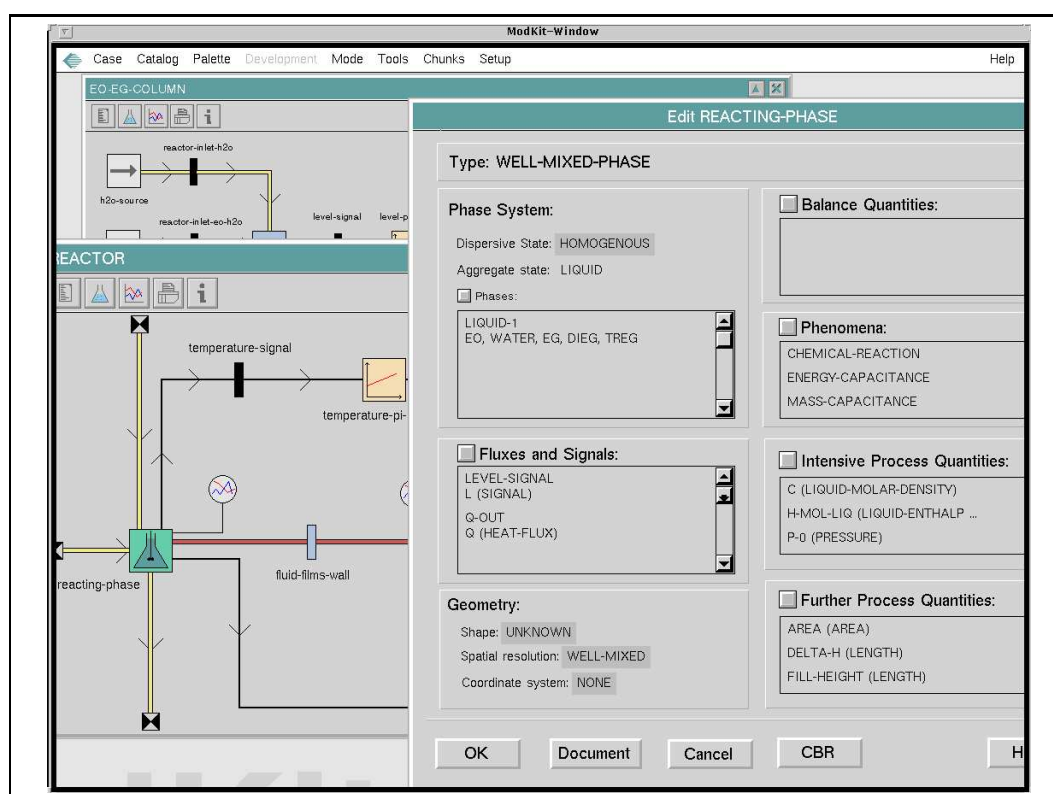 ModKit-Window
Case Catalog Palette Development Mode Tools Chunks Setup Help
EO-EG-COLUMN
reactor-inlet-h2o
h2o-source
reactor-inlet-eo-h2o
level-signal
level-p
REACTOR
temperature-signal
temperature-pi-
fluid-films-wall
reacting-phase
Edit REACTING-PHASE
Type: WELL-MIXED-PHASE
Phase System:
Dispersive State: HOMOGENOUS
Aggregate state: LIQUID
Phases:
LIQUID-1
EO, WATER, EG, DIEG, TREG
Fluxes and Signals:
LEVEL-SIGNAL
L (SIGNAL)
Q-OUT
Q (HEAT-FLUX)
Geometry:
Shape: UNKNOWN
Spatial resolution: WELL-MIXED
Coordinate system: NONE
Balance Quantities:
Phenomena:
CHEMICAL-REACTION
ENERGY-CAPACITANCE
MASS-CAPACITANCE
Intensive Process Quantities:
C (LIQUID-MOLAR-DENSITY)
H-MOL-LIQ (LIQUID-ENTHALP ...
P-0 (PRESSURE)
Further Process Quantities:
AREA (AREA)
DELTA-H (LENGTH)
FILL-HEIGHT (LENGTH)
OK Document Cancel CBR H